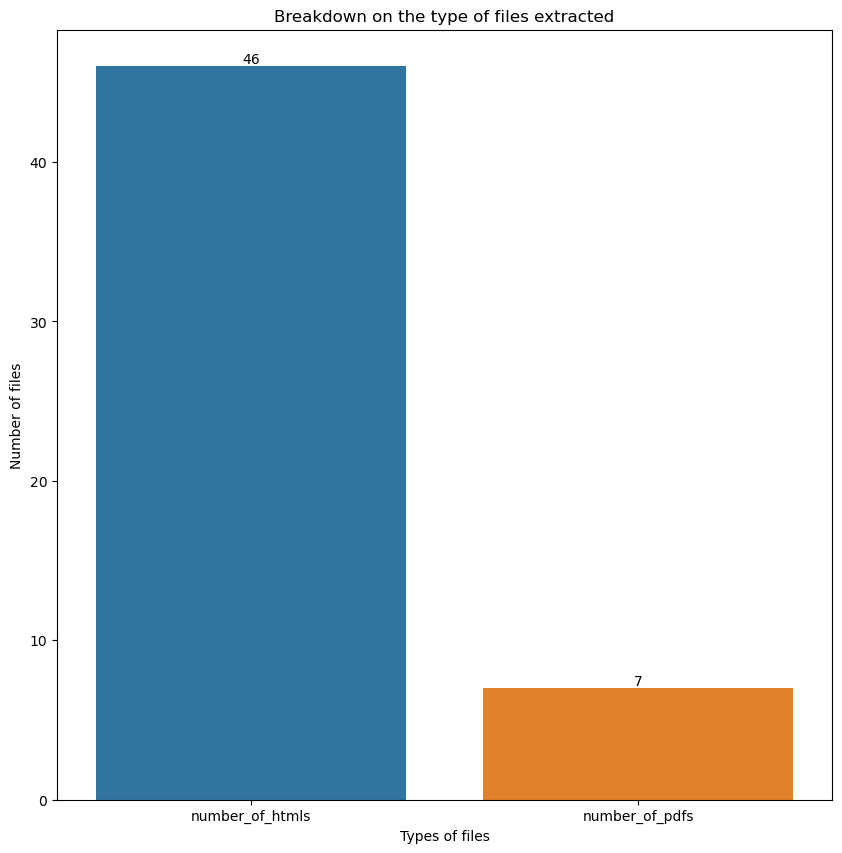 Breakdown on the type of files extracted
46
40
30
Number of files
20
10
7
0
number_of_htmls number_of_pdfs
Types of files